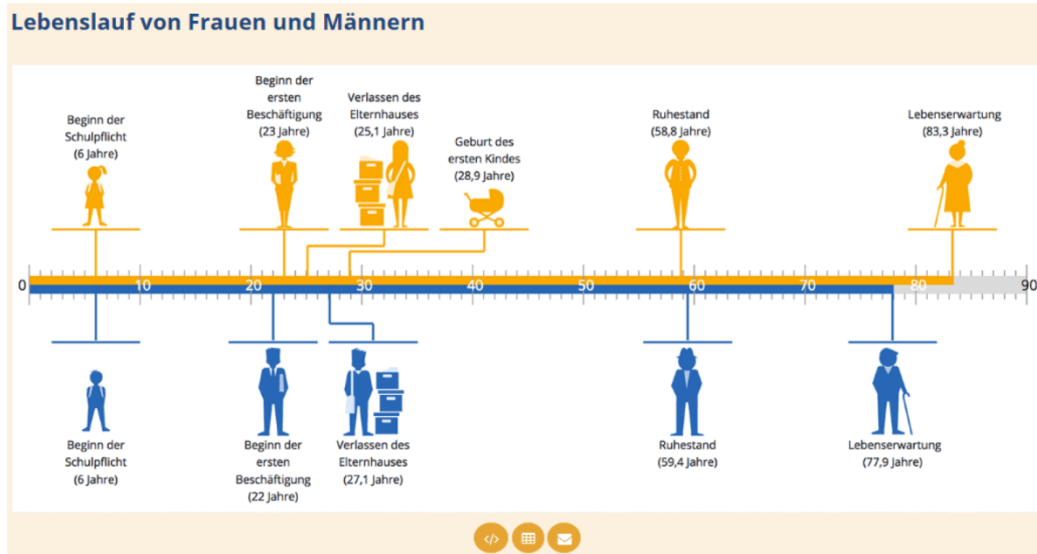 Lebenslauf von Frauen und Männern
Beginn der
Schulpflicht
(6 Jahre)
Beginn der
ersten
Beschäftigung
(23 Jahre)
Verlassen des
Elternhauses
(25,1 Jahre)
Geburt des
ersten Kindes
(28,9 Jahre)
Ruhestand
(58,8 Jahre)
Lebenserwartung
(83,3 Jahre)
0 10 20 30 40 50 60 70 80 90
Beginn der
Schulpflicht
(6 Jahre)
Beginn der
ersten
Beschäftigung
(22 Jahre)
Verlassen des
Elternhauses
(27,1 Jahre)
Ruhestand
(59,4 Jahre)
Lebenserwartung
(77,9 Jahre)